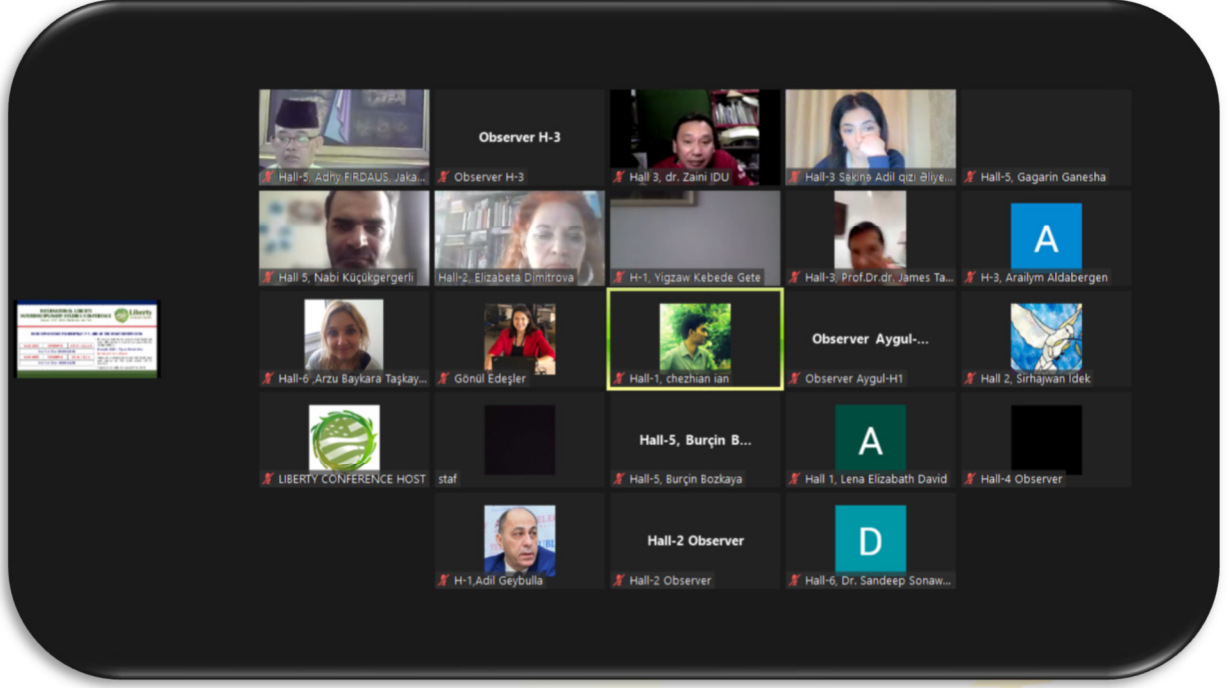 Observer H-3
Hall-5, Adhy FIRDAUS, Jaka...
Observer H-3
Hall 3, dr. Zaini IDU
Hall-3 Səkinə Adil qızı Əliye...
Hall-5, Gagarin Ganesha
Hall 5, Nabi Küçükgergerli
Hall-2, Elizabeta Dimitrova
H-1, Yigzaw Kebede Gete
Hall-3, Prof.Dr.dr. James Ta...
A
H-3, Arailym Aldabergen
Liberty
Observer Aygul-...
Hall-6 ,Arzu Baykara Taşkay...
Gönül Edeşler
Hall-1, chezhian ian
Observer Aygul-H1
Hall 2, Sirhajwan Idek
Hall-5, Burçin B...
A
LIBERTY CONFERENCE HOST
staf
Hall-5, Burçin Bozkaya
Hall 1, Lena Elizabath David
Hall-4 Observer
Hall-2 Observer
D
H-1,Adil Geybulla
Hall-2 Observer
Hall-6, Dr. Sandeep Sonaw...